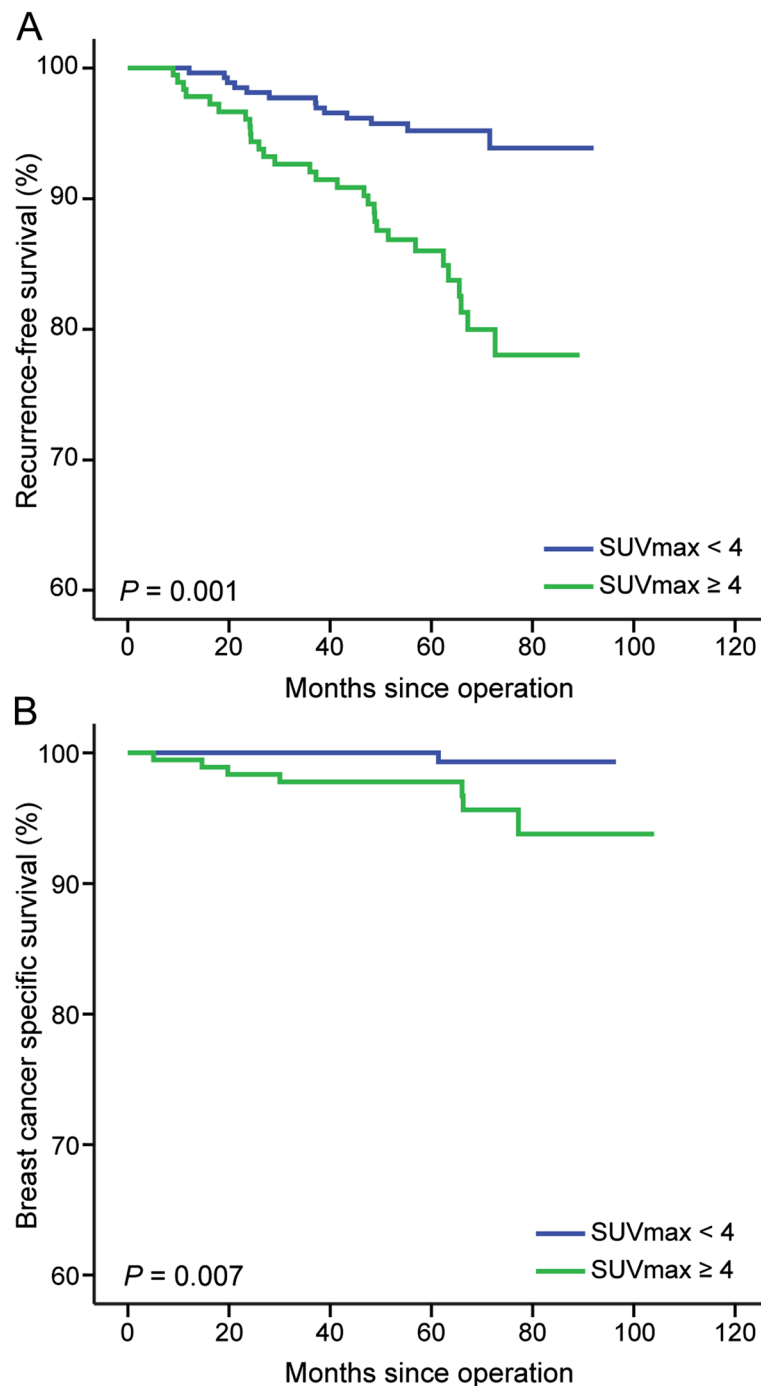 A
Recurrence-free survival (%)
100
90
80
70
60
SUVmax < 4
SUVmax ≥ 4
P = 0.001
0 20 40 60 80 100 120
Months since operation
B
Breast cancer specific survival (%)
100
90
80
70
60
SUVmax < 4
SUVmax ≥ 4
P = 0.007
0 20 40 60 80 100 120
Months since operation